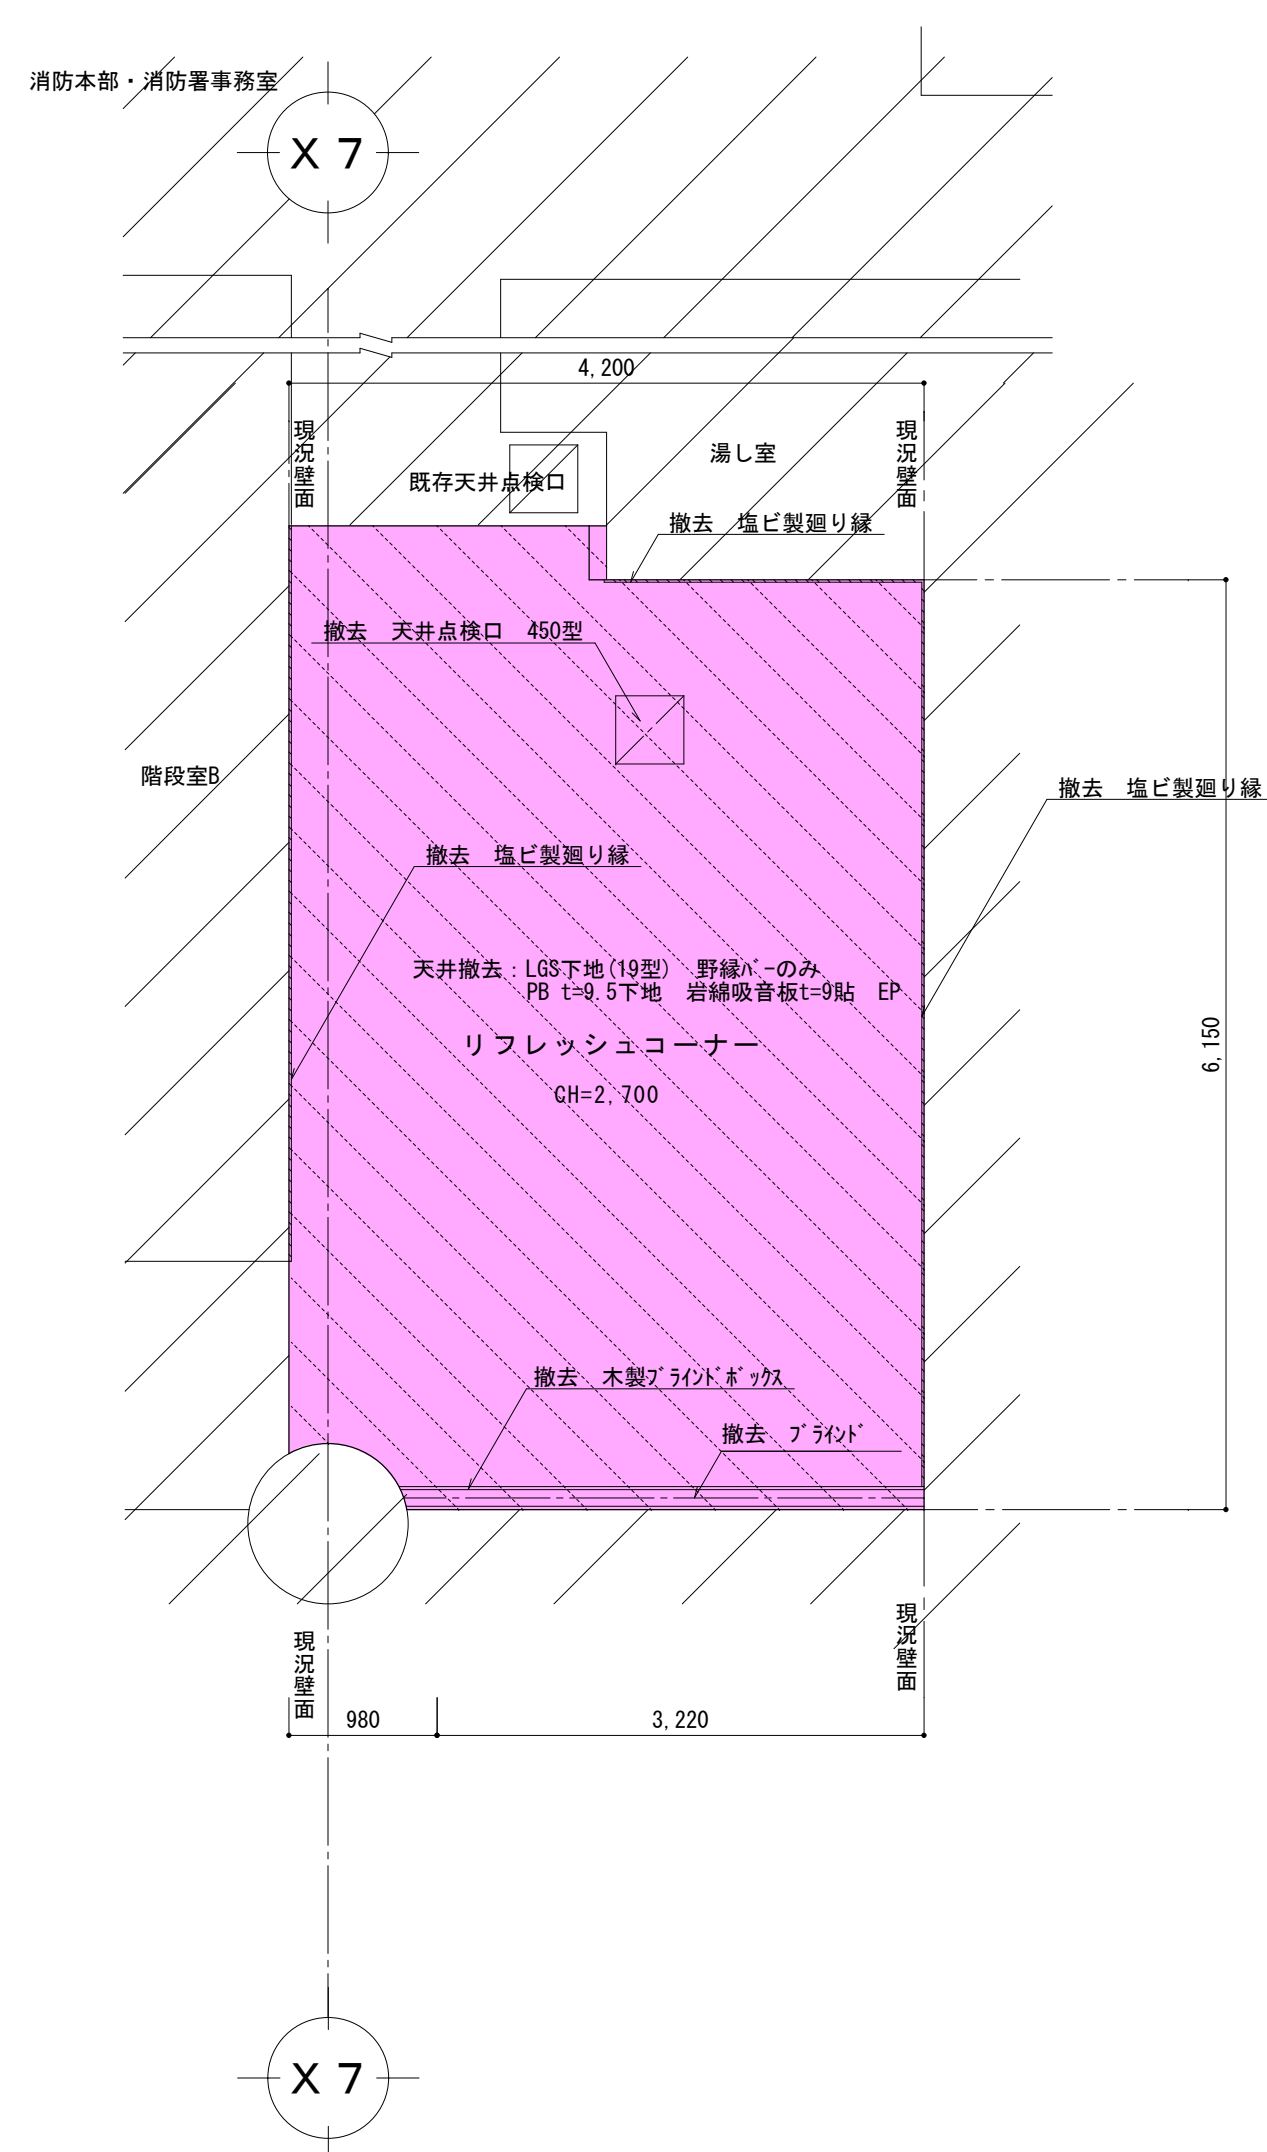 消防本部・消防署事務室
X 7
4,200
現況壁面
現況壁面
湯し室
既存天井点検口
撤去　塩ビ製廻り縁
撤去　天井点検口　450型
階段室B
撤去　塩ビ製廻り縁
撤去　塩ビ製廻り縁
天井撤去：LGS下地(19型)　野縁ﾊﾞｰのみ
PB t=9.5下地　岩綿吸音板t=9貼　EP
リフレッシュコーナー
CH=2,700
6,150
撤去　木製ﾌﾞﾗｲﾝﾄﾞﾎﾞｯｸｽ
撤去　ﾌﾞﾗｲﾝﾄﾞ
現況壁面
現況壁面
980
3,220
X 7